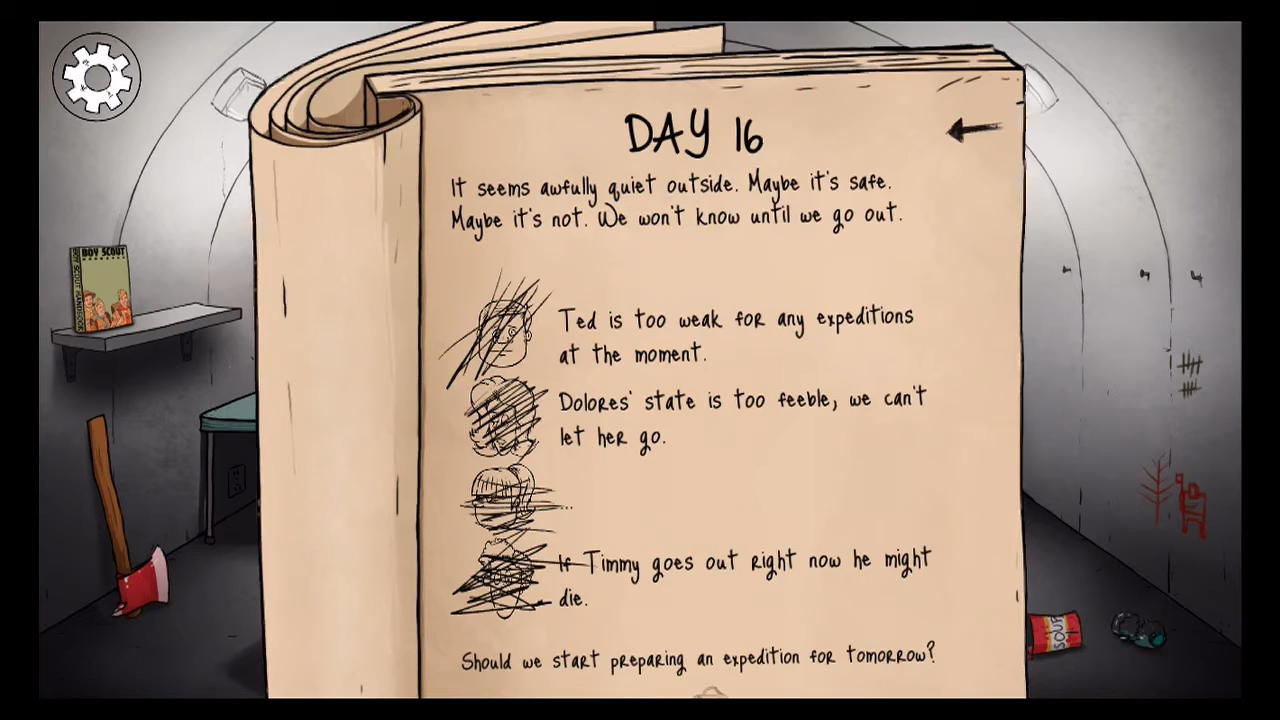 BOY SCOUT
DAY 16
It seems awfully quiet outside. Maybe it's safe.
Maybe it's not. We won't know until we go out.
Ted is too weak for any expeditions
at the moment.
Dolores' state is too feeble, we can't
let her go.
...
If Timmy goes out right now he might
die.
Should we start preparing an expedition for tomorrow?
SOUP